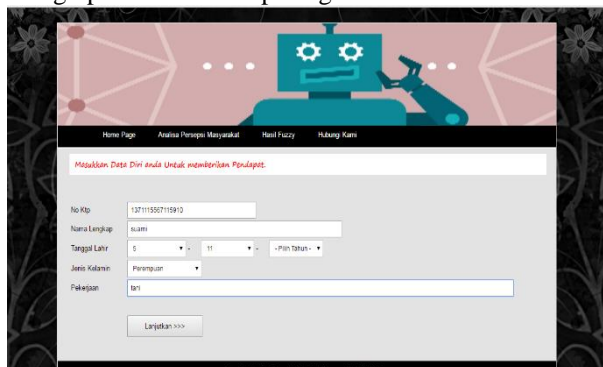 Home Page Analisa Persepsi Masyarakat Hasil Fuzzy Hubungi Kami
Masukkan Data Diri anda Untuk memberikan Pendapat.
No Ktp 1371115567115910
Nama Lengkap suami
Tanggal Lahir 5 - 11 - - Pilih Tahun -
Jenis Kelamin Perempuan
Pekerjaan tani
Lanjutkan >>>